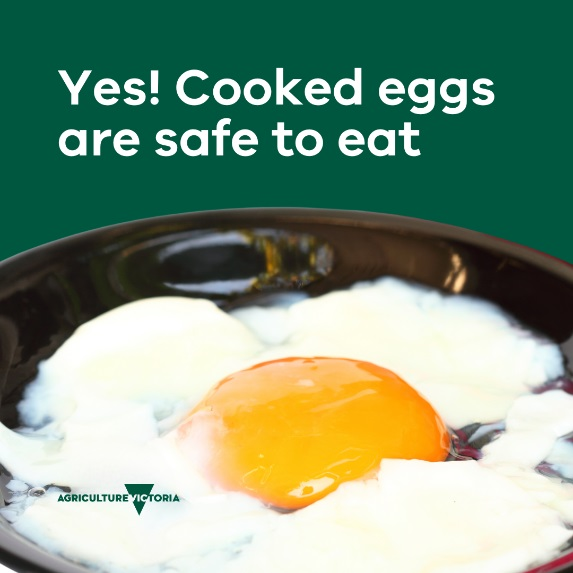 Yes! Cooked eggs
are safe to eat
AGRICULTURE VICTORIA